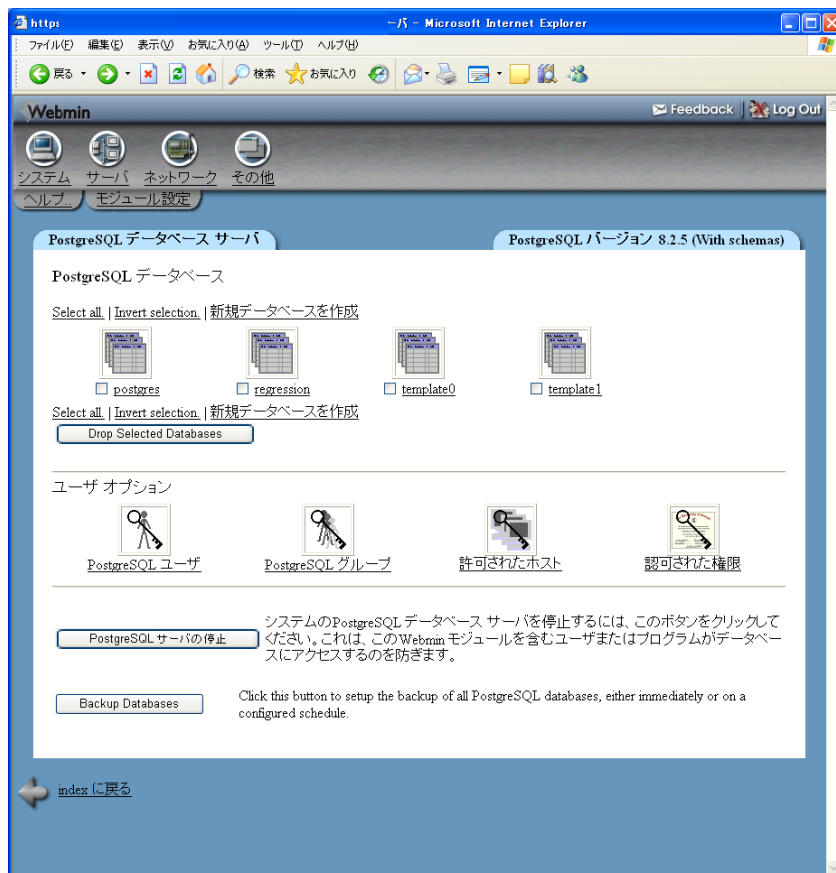 https ーバ - Microsoft Internet Explorer
ファイル(F) 編集(E) 表示(V) お気に入り(A) ツール(T) ヘルプ(H)
戻る 検索 お気に入り
Webmin Feedback | Log Out
システム サーバ ネットワーク その他
ヘルプ.. モジュール設定
PostgreSQL データベース サーバ PostgreSQL バージョン 8.2.5 (With schemas)
PostgreSQL データベース
Select all. | Invert selection. | 新規データベースを作成
postgres regression template0 template1
Select all. | Invert selection. | 新規データベースを作成
Drop Selected Databases
ユーザ オプション
PostgreSQL ユーザ PostgreSQL グループ 許可されたホスト 認可された権限
PostgreSQL サーバの停止
システムのPostgreSQL データベース サーバを停止するには、このボタンをクリックして
ください。これは、このWebmin モジュールを含むユーザまたはプログラムがデータベー
スにアクセスするのを防ぎます。
Backup Databases
Click this button to setup the backup of all PostgreSQL databases, either immediately or on a
configured schedule.
index に戻る